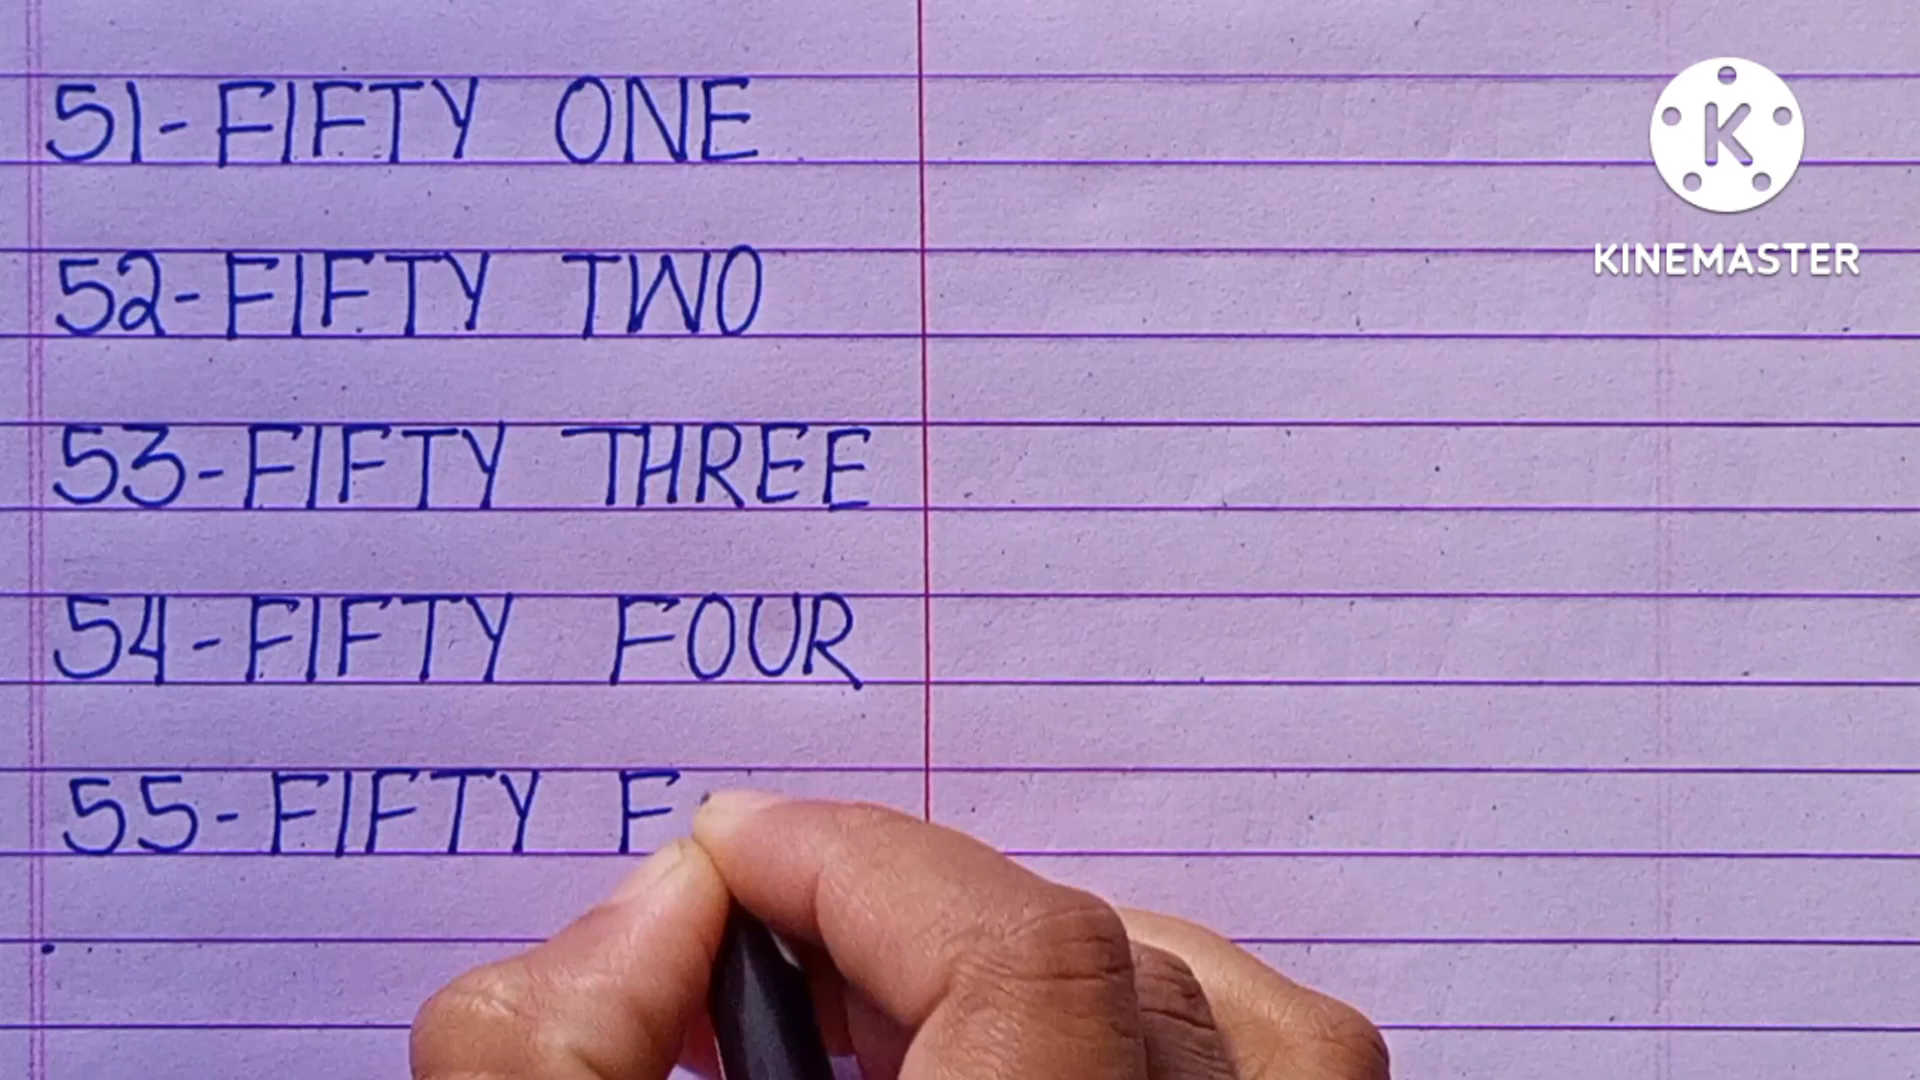 51-FIFTY ONE
52-FIFTY TWO
53-FIFTY THREE
54-FIFTY FOUR
55-FIFTY F
K
KINEMASTER